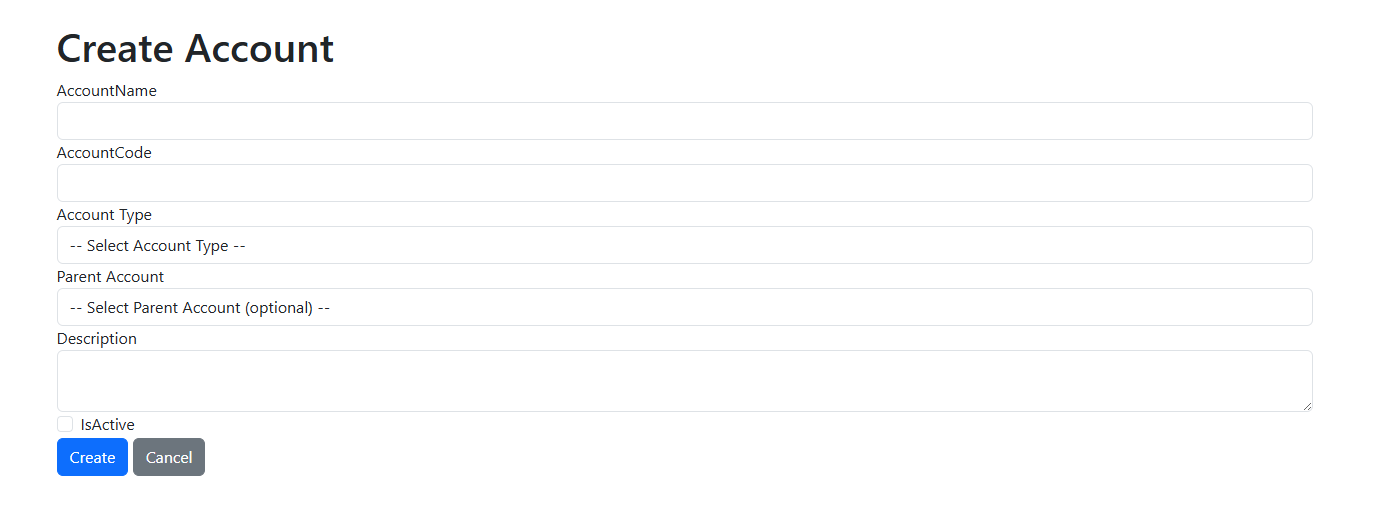 Create Account
AccountName
AccountCode
Account Type
-- Select Account Type --
Parent Account
-- Select Parent Account (optional) --
Description
IsActive
Create Cancel